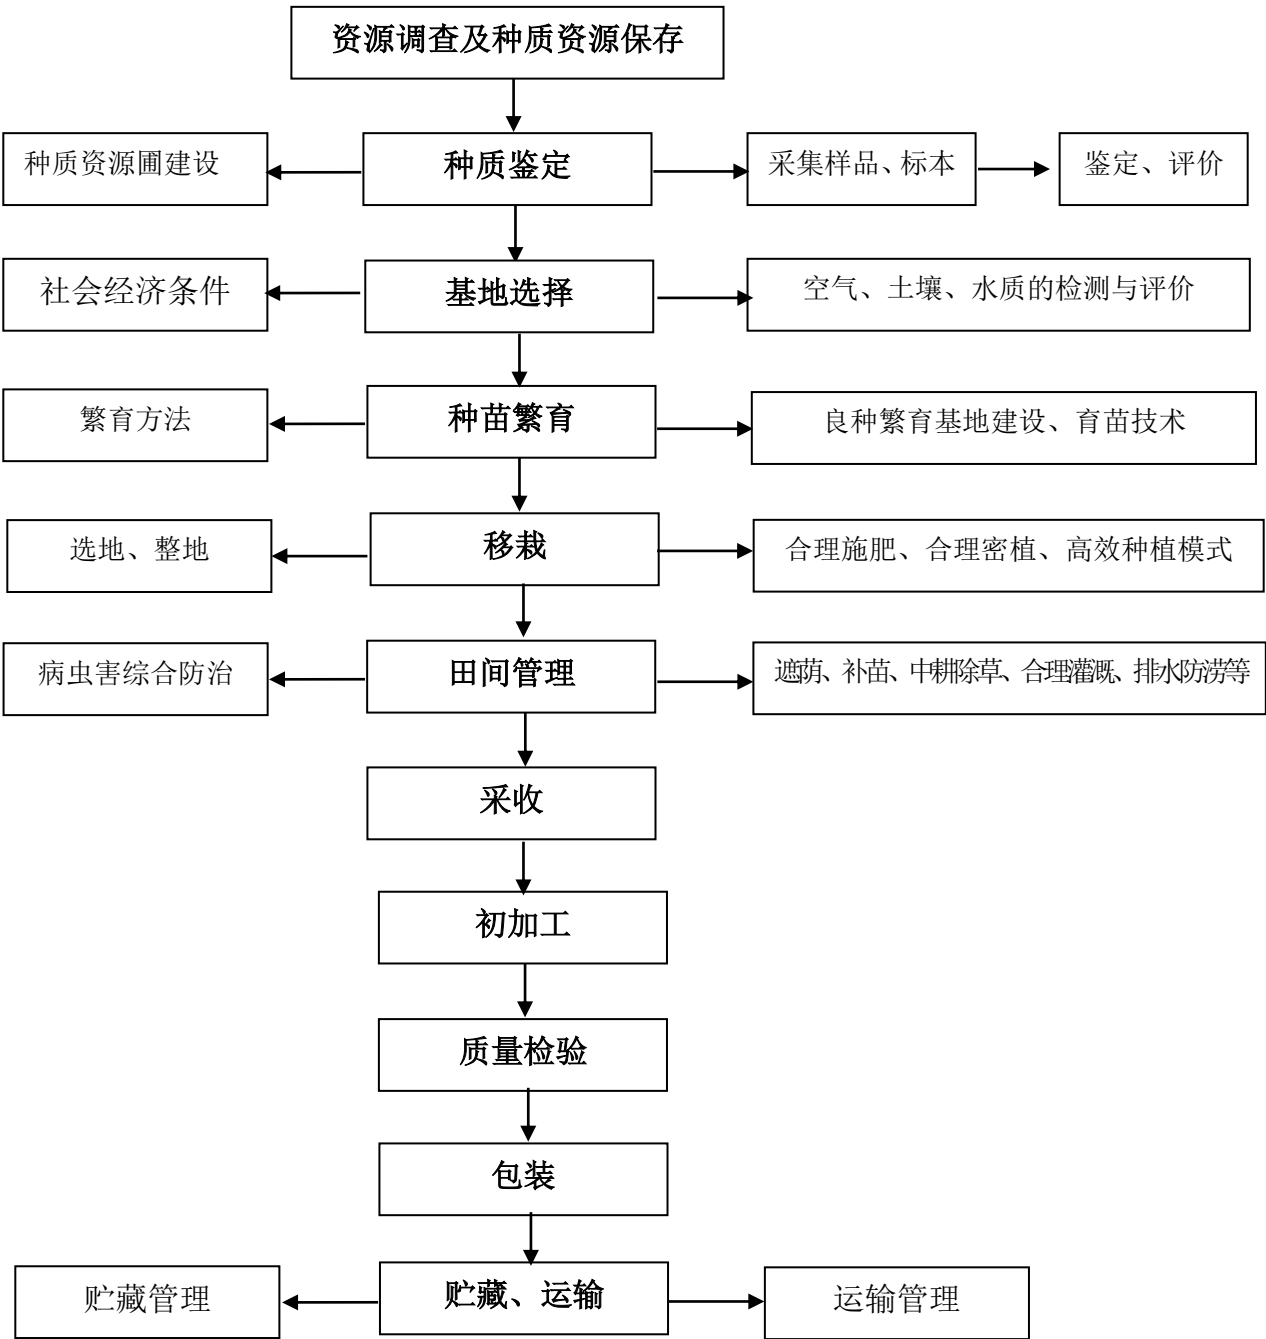 资源调查及种质资源保存
种质资源圃建设
种质鉴定
采集样品、标本
鉴定、评价
社会经济条件
基地选择
空气、土壤、水质的检测与评价
繁育方法
种苗繁育
良种繁育基地建设、育苗技术
选地、整地
移栽
合理施肥、合理密植、高效种植模式
病虫害综合防治
田间管理
遮荫、补苗、中耕除草、合理灌溉、排水防涝等
采收
初加工
质量检验
包装
贮藏管理
贮藏、运输
运输管理